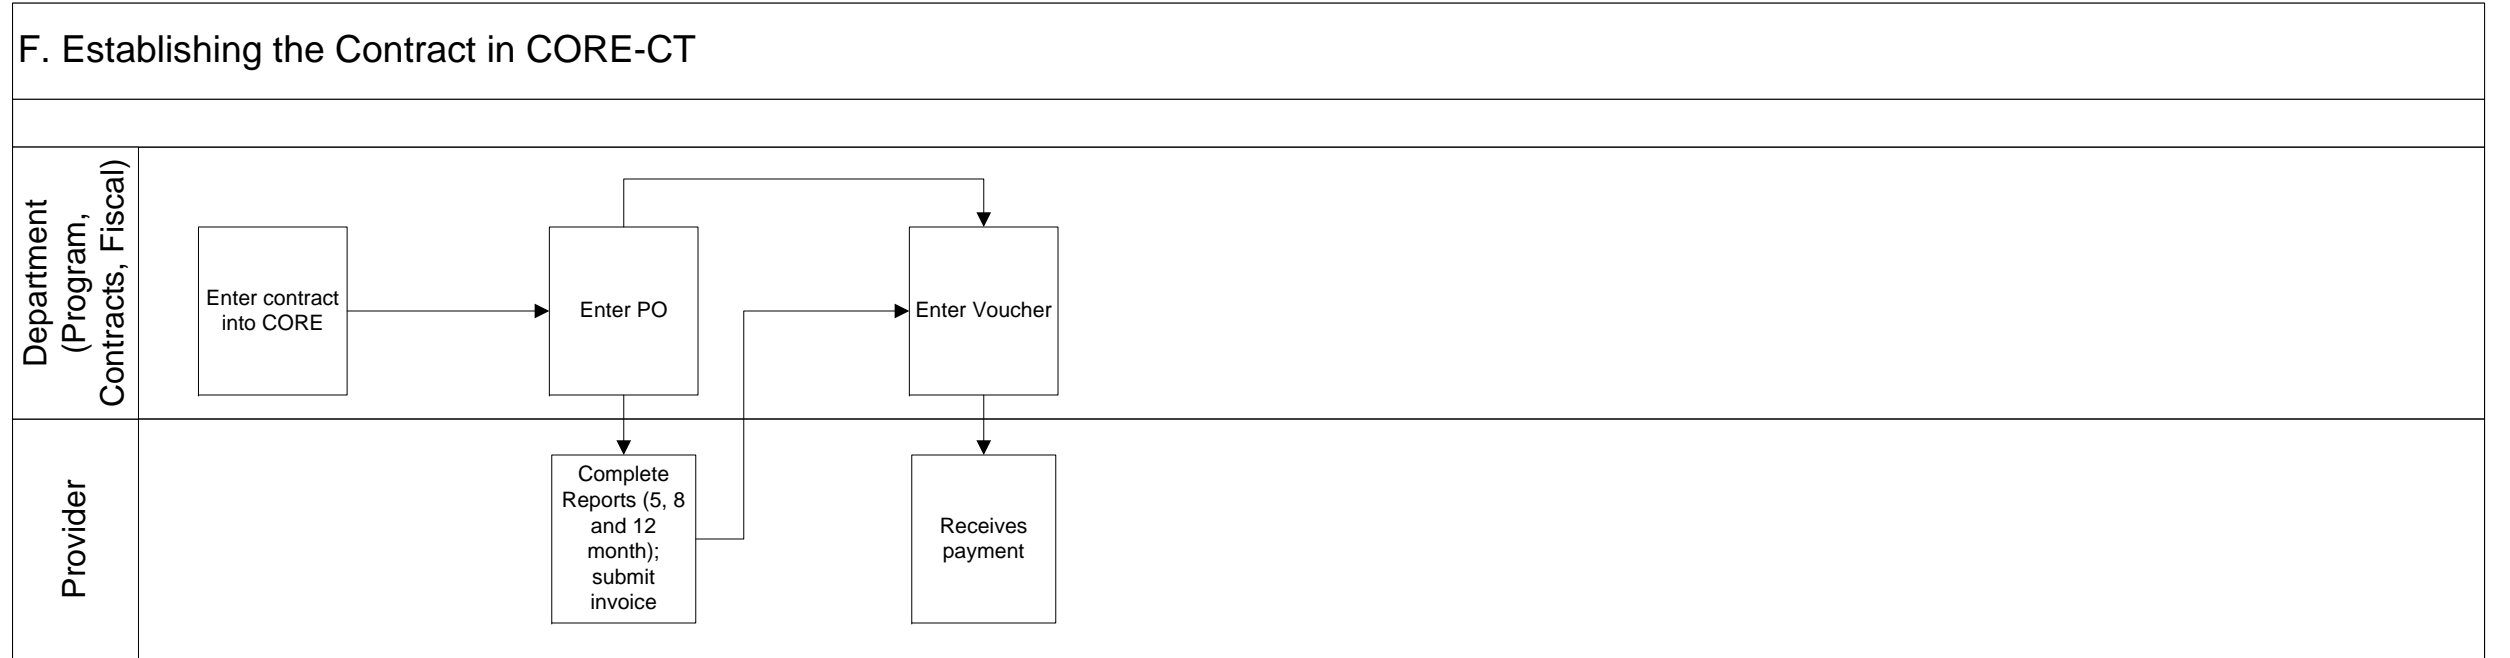 F. Establishing the Contract in CORE-CT
Department
(Program,
Contracts, Fiscal)
Enter contract
into CORE
Enter PO
Enter Voucher
Provider
Complete
Reports (5, 8
and 12
month);
submit
invoice
Receives
payment